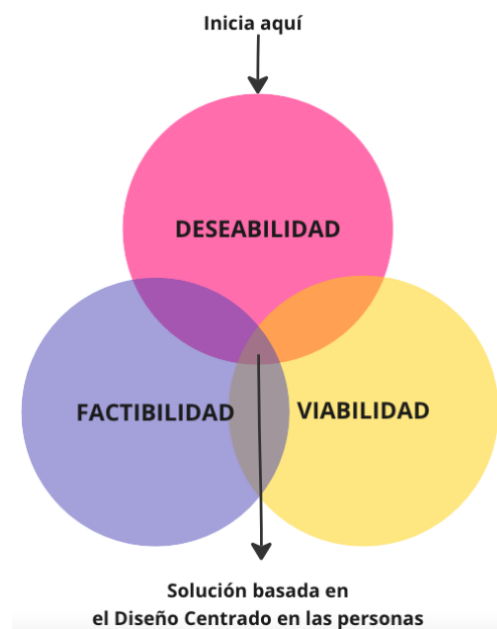 Inicia aquí
DESEABILIDAD
FACTIBILIDAD
VIABILIDAD
Solución basada en
el Diseño Centrado en las personas